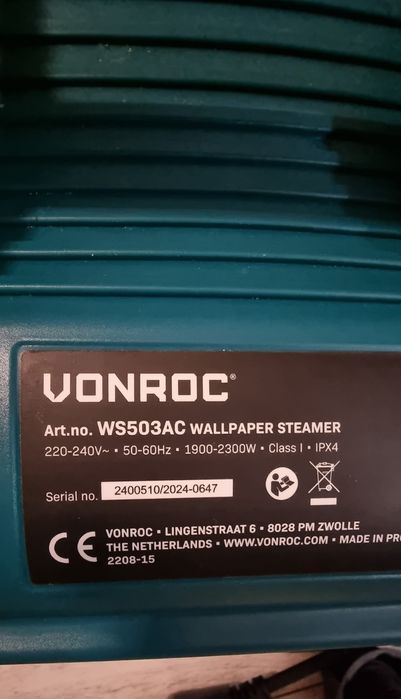 VONROC®
Art.no. WS503AC WALLPAPER STEAMER
220-240V~ ▪ 50-60Hz ▪ 1900-2300W ▪ Class I ▪ IPX4
Serial no. 2400510/2024-0647
CE VONROC ▪ LINGENSTRAAT 6 ▪ 8028 PM ZWOLLE
THE NETHERLANDS ▪ WWW.VONROC.COM ▪ MADE IN
2208-15